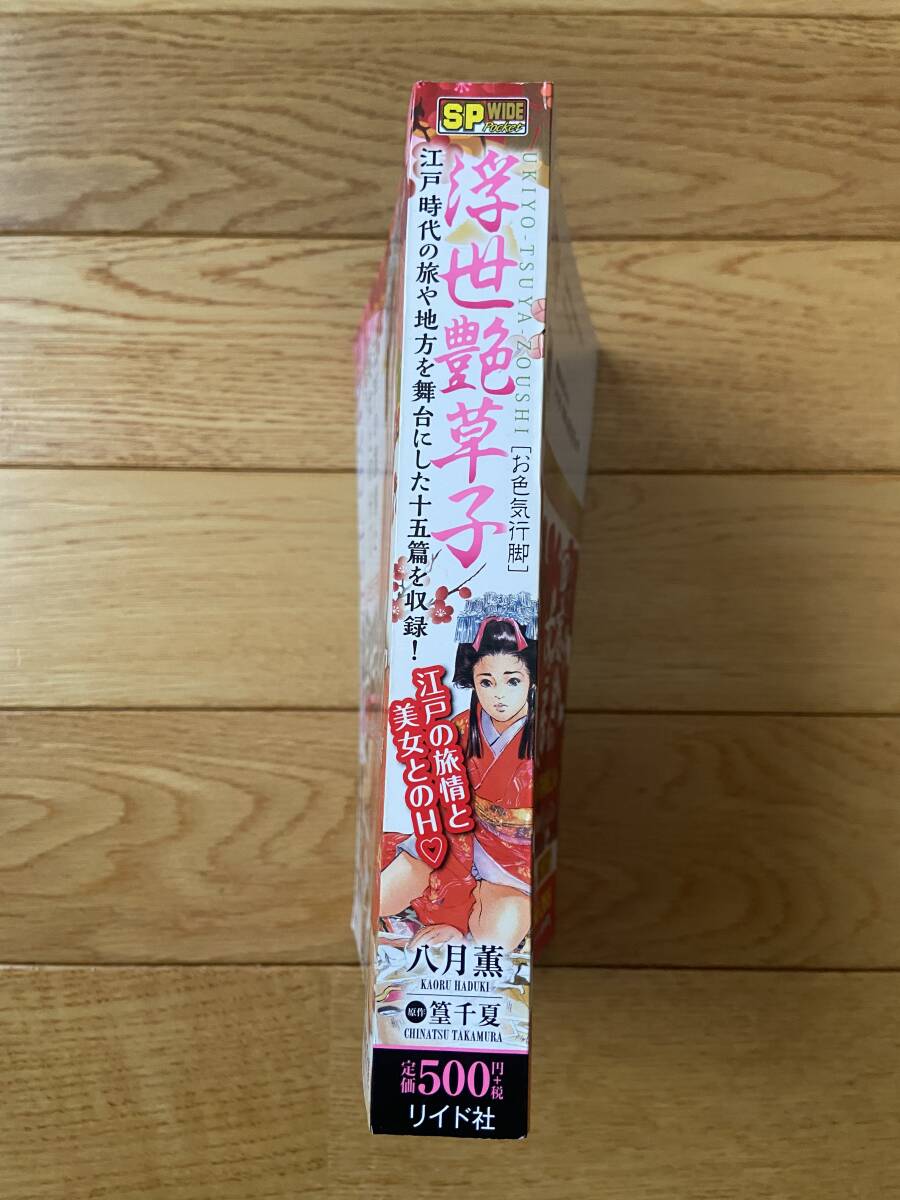 SP WIDE
Pocket
浮世艶草子
UKIYO-TSUYA-ZOUSHI
[お色気行脚]
江戸時代の旅や地方を舞台にした十五篇を収録！
江戸の旅情と
美女とのH♡
八月薫
KAORU HADUKI
原作 篁千夏
CHINATSU TAKAMURA
定価500円+税
リイド社